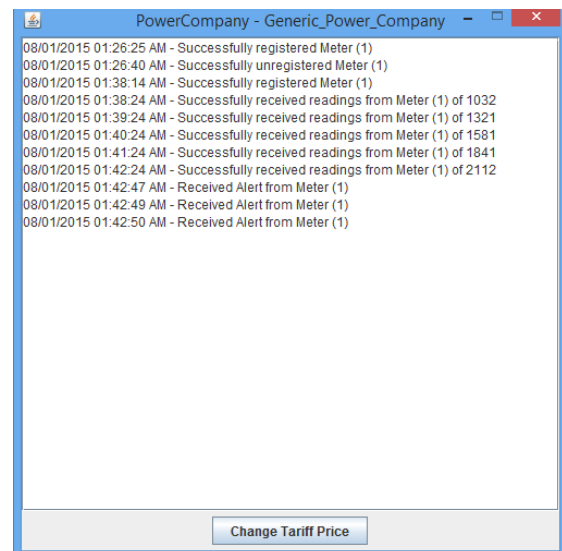 PowerCompany - Generic_Power_Company
08/01/2015 01:26:25 AM - Successfully registered Meter (1)
08/01/2015 01:26:40 AM - Successfully unregistered Meter (1)
08/01/2015 01:38:14 AM - Successfully registered Meter (1)
08/01/2015 01:38:24 AM - Successfully received readings from Meter (1) of 1032
08/01/2015 01:39:24 AM - Successfully received readings from Meter (1) of 1321
08/01/2015 01:40:24 AM - Successfully received readings from Meter (1) of 1581
08/01/2015 01:41:24 AM - Successfully received readings from Meter (1) of 1841
08/01/2015 01:42:24 AM - Successfully received readings from Meter (1) of 2112
08/01/2015 01:42:47 AM - Received Alert from Meter (1)
08/01/2015 01:42:49 AM - Received Alert from Meter (1)
08/01/2015 01:42:50 AM - Received Alert from Meter (1)
Change Tariff Price